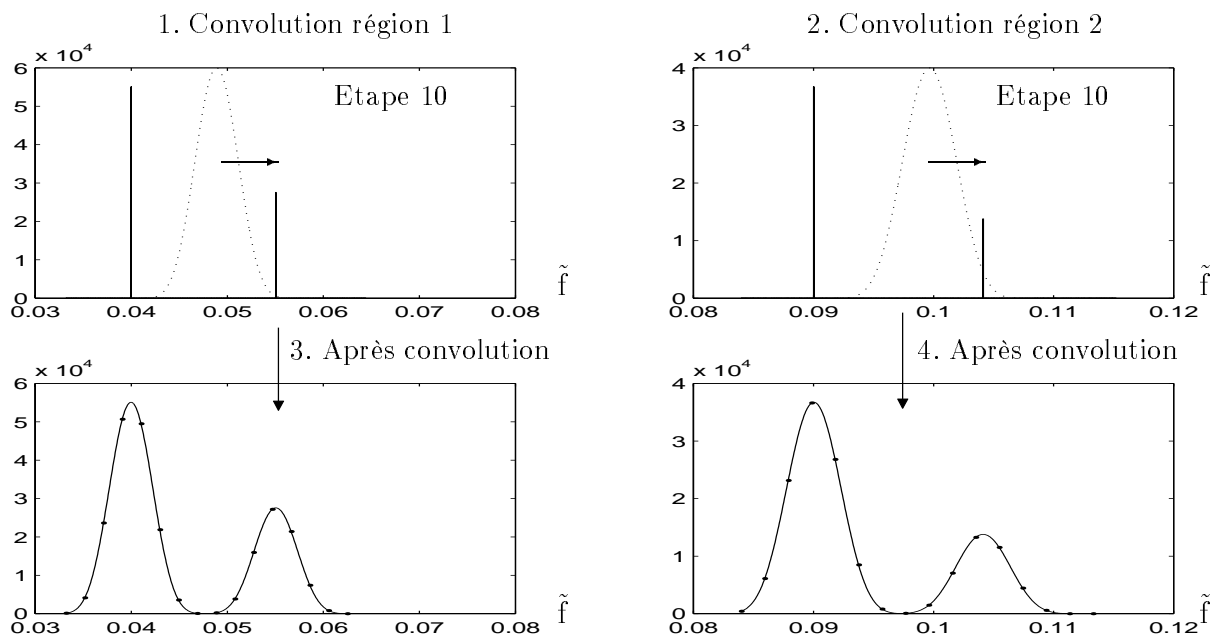 1. Convolution région 1
2. Convolution région 2
x 10⁴
6
5
4
3
2
1
0
Etape 10
0.03 0.04 0.05 0.06 0.07 0.08
f̃
x 10⁴
4
3
2
1
0
Etape 10
0.08 0.09 0.1 0.11 0.12
f̃
3. Après convolution
4. Après convolution
x 10⁴
6
5
4
3
2
1
0
0.03 0.04 0.05 0.06 0.07 0.08
f̃
x 10⁴
4
3
2
1
0
0.08 0.09 0.1 0.11 0.12
f̃